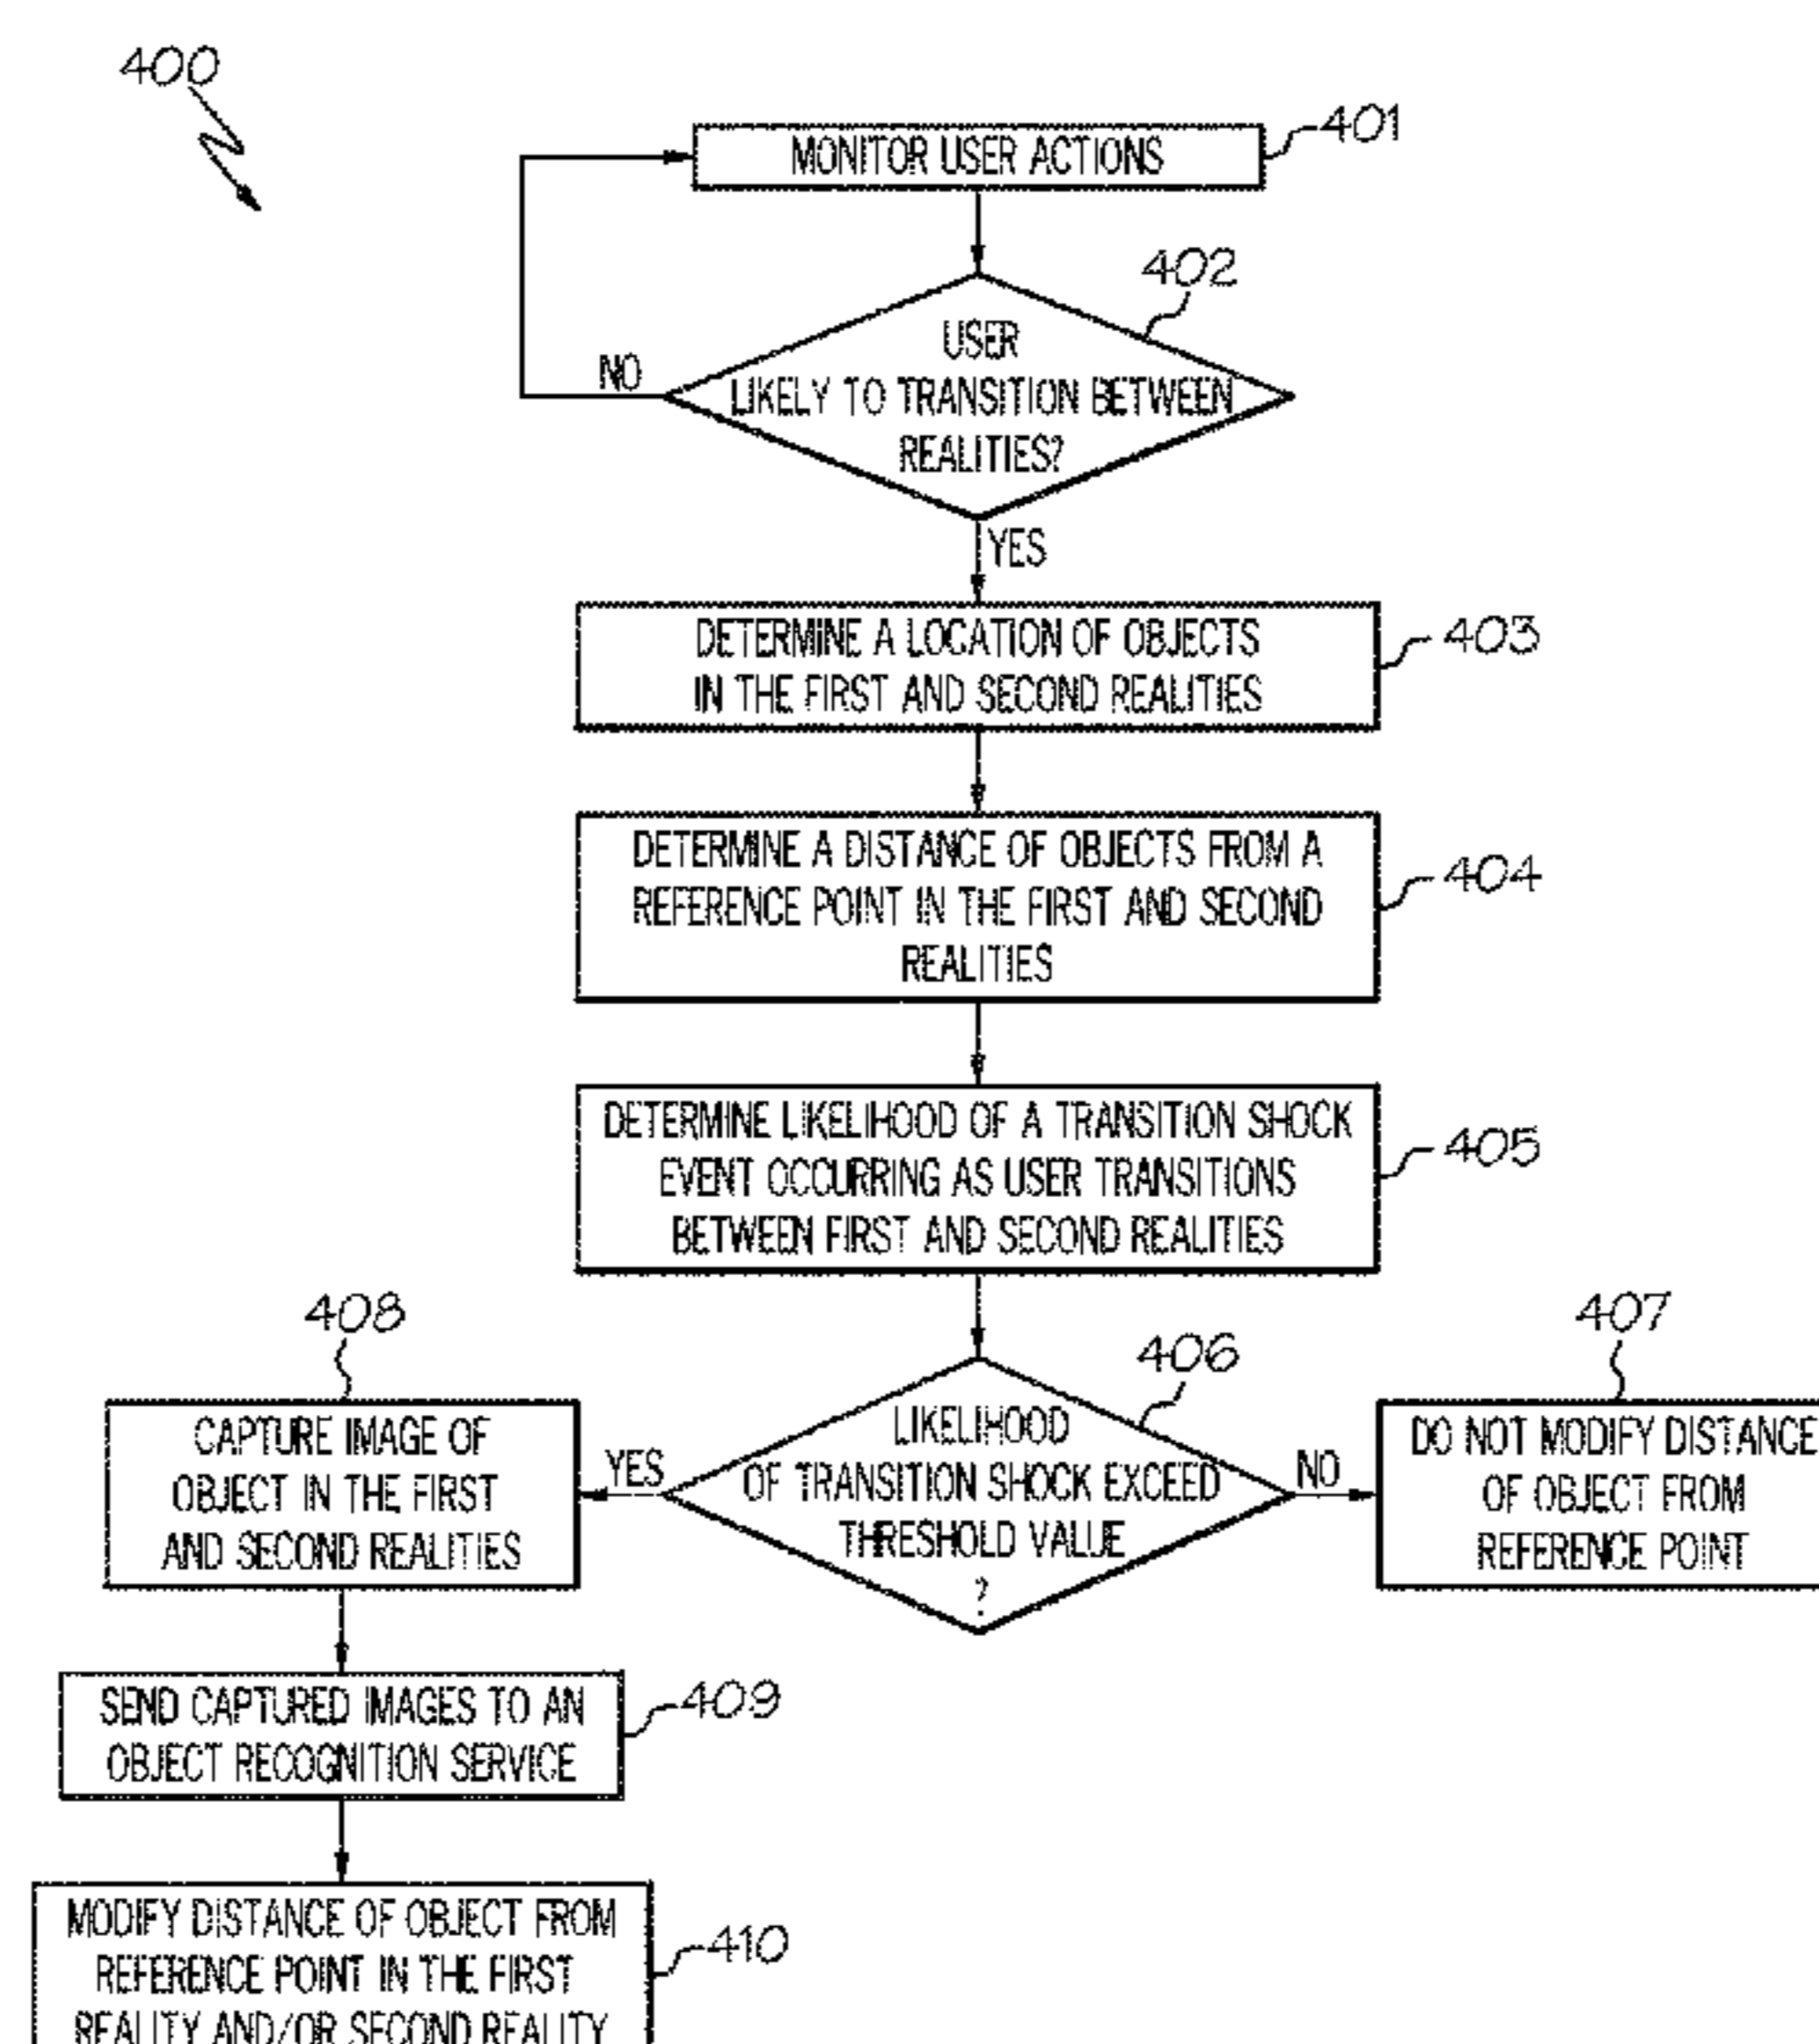 400
MONITOR USER ACTIONS
401
402
USER
LIKELY TO TRANSITION BETWEEN
REALITIES?
NO
YES
DETERMINE A LOCATION OF OBJECTS
IN THE FIRST AND SECOND REALITIES
403
DETERMINE A DISTANCE OF OBJECTS FROM A
REFERENCE POINT IN THE FIRST AND SECOND
REALITIES
404
DETERMINE LIKELIHOOD OF A TRANSITION SHOCK
EVENT OCCURRING AS USER TRANSITIONS
BETWEEN FIRST AND SECOND REALITIES
405
406
LIKELIHOOD
OF TRANSITION SHOCK EXCEED
THRESHOLD VALUE
?
NO
407
DO NOT MODIFY DISTANCE
OF OBJECT FROM
REFERENCE POINT
YES
408
CAPTURE IMAGE OF
OBJECT IN THE FIRST
AND SECOND REALITIES
SEND CAPTURED IMAGES TO AN
OBJECT RECOGNITION SERVICE
409
MODIFY DISTANCE OF OBJECT FROM
REFERENCE POINT IN THE FIRST
REALITY AND/OR SECOND REALITY
410